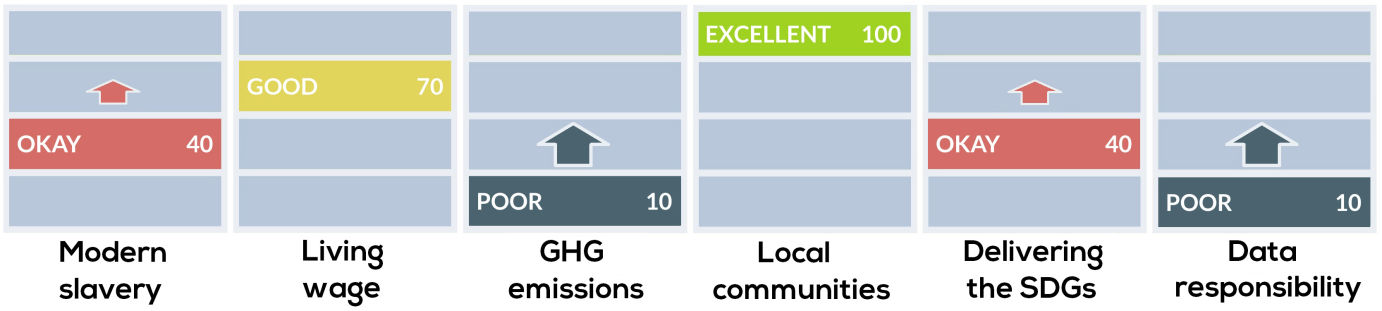 EXCELLENT 100
GOOD 70
OKAY 40
OKAY 40
POOR 10
POOR 10
Modern
slavery
Living
wage
GHG
emissions
Local
communities
Delivering
the SDGs
Data
responsibility